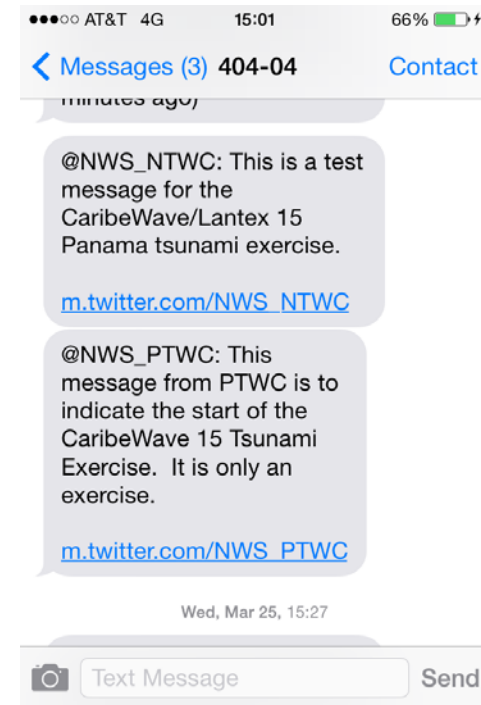 AT&T 4G 15:01 66%
Messages (3) 404-04 Contact
minutes ago)
@NWS_NTWC: This is a test
message for the
CaribeWave/Lantex 15
Panama tsunami exercise.
m.twitter.com/NWS_NTWC
@NWS_PTWC: This
message from PTWC is to
indicate the start of the
CaribeWave 15 Tsunami
Exercise.  It is only an
exercise.
m.twitter.com/NWS_PTWC
Wed, Mar 25, 15:27
Text Message Send